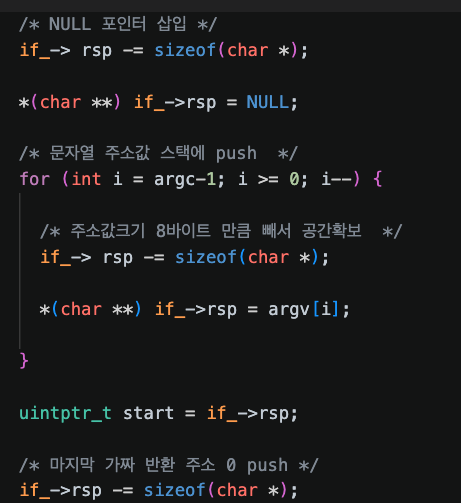 /* NULL 포인터 삽입 */
if_-> rsp -= sizeof(char *);
*(char **) if_->rsp = NULL;
/* 문자열 주소값 스택에 push  */
for (int i = argc-1; i >= 0; i--) {
/* 주소값크기 8바이트 만큼 빼서 공간확보  */
if_-> rsp -= sizeof(char *);
*(char **) if_->rsp = argv[i];
}
uintptr_t start = if_->rsp;
/* 마지막 가짜 반환 주소 0 push */
if_->rsp -= sizeof(char *);